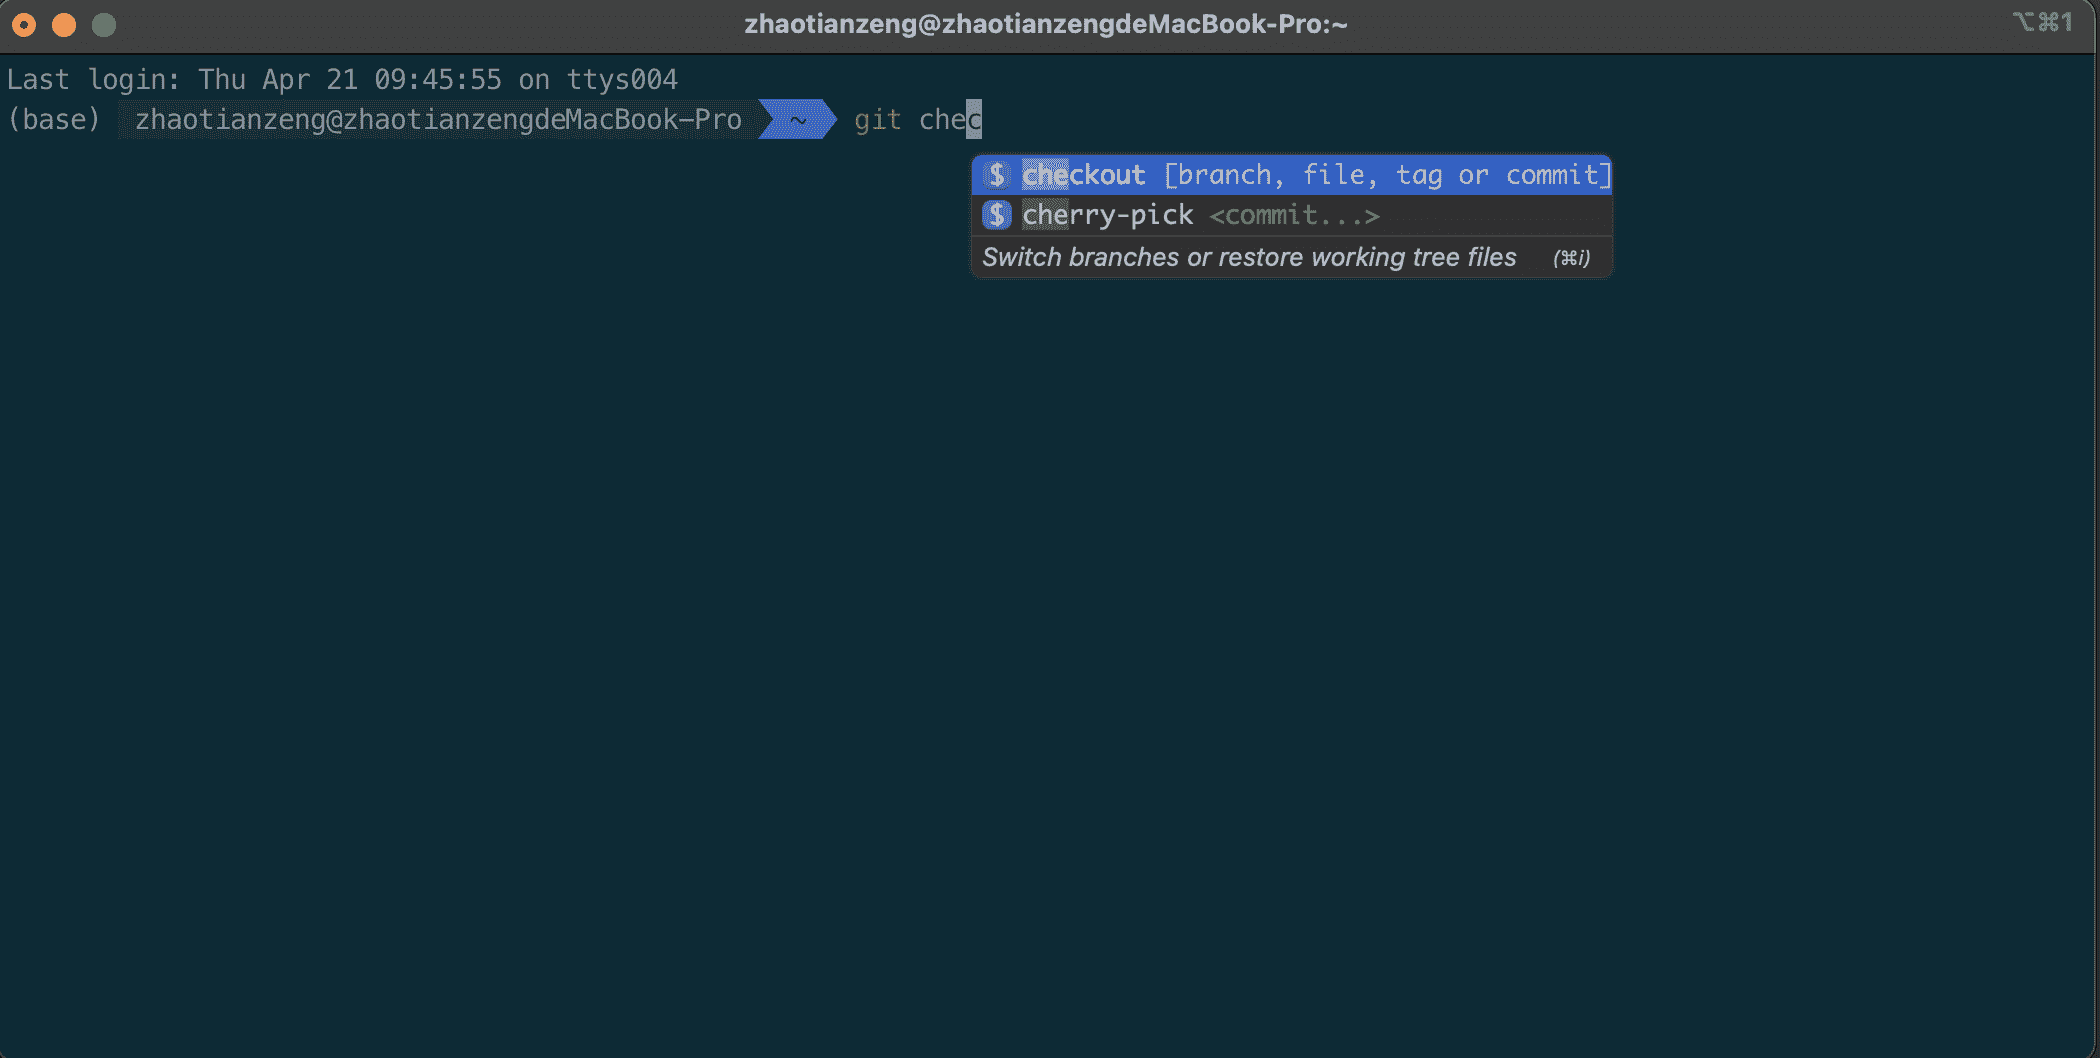 zhaotianzeng@zhaotianzengdeMacBook-Pro:~ ⌥⌘1
Last login: Thu Apr 21 09:45:55 on ttys004
(base) zhaotianzeng@zhaotianzengdeMacBook-Pro ~ git chec
$ checkout [branch, file, tag or commit]
$ cherry-pick <commit...>
Switch branches or restore working tree files (⌘i)